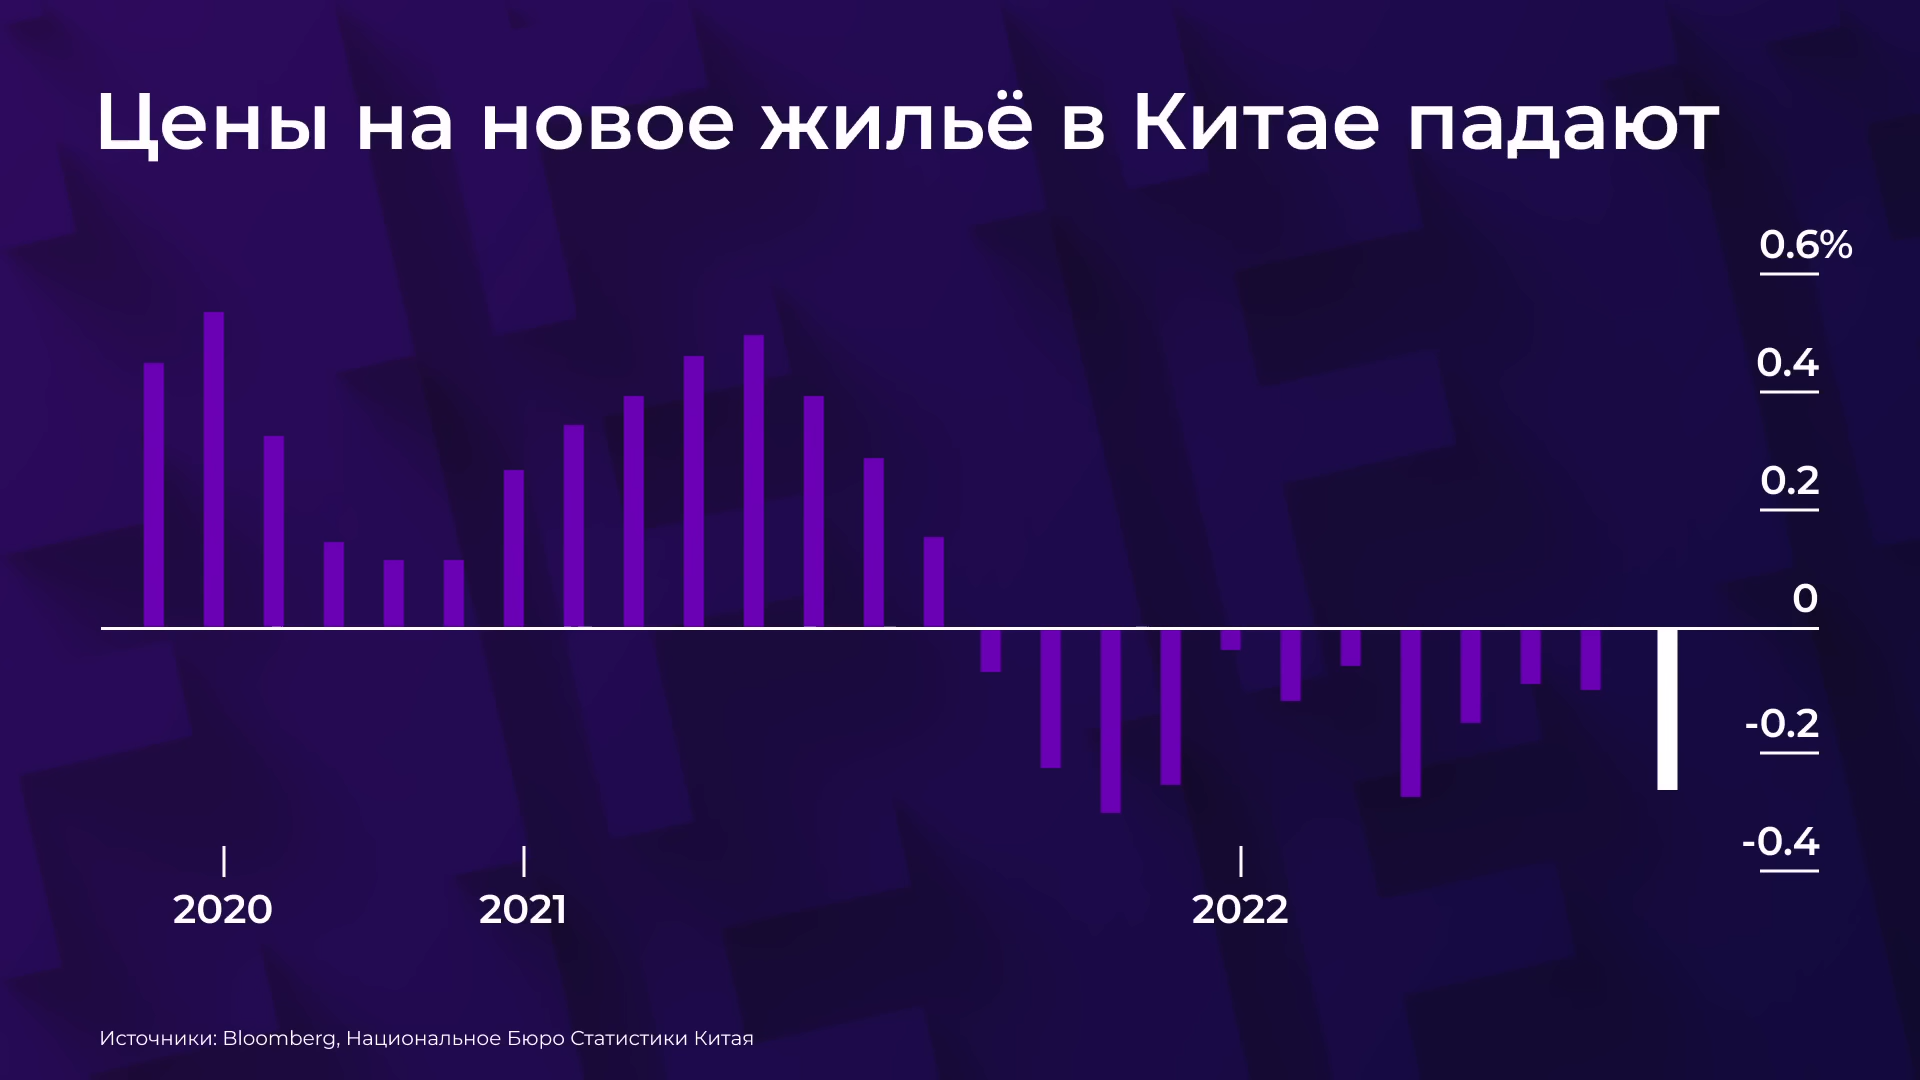 Цены на новое жильё в Китае падают
0.6%
0.4
0.2
0
-0.2
-0.4
2020 2021 2022
Источники: Bloomberg, Национальное Бюро Статистики Китая